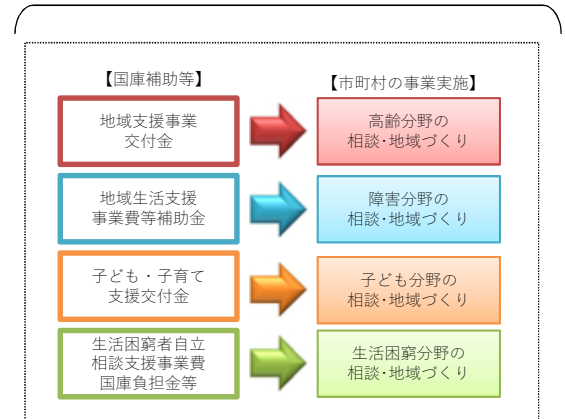 【国庫補助等】
【市町村の事業実施】
地域支援事業
交付金
高齢分野の
相談･地域づくり
地域生活支援
事業費等補助金
障害分野の
相談･地域づくり
子ども・子育て
支援交付金
子ども分野の
相談･地域づくり
生活困窮者自立
相談支援事業費
国庫負担金等
生活困窮分野の
相談･地域づくり